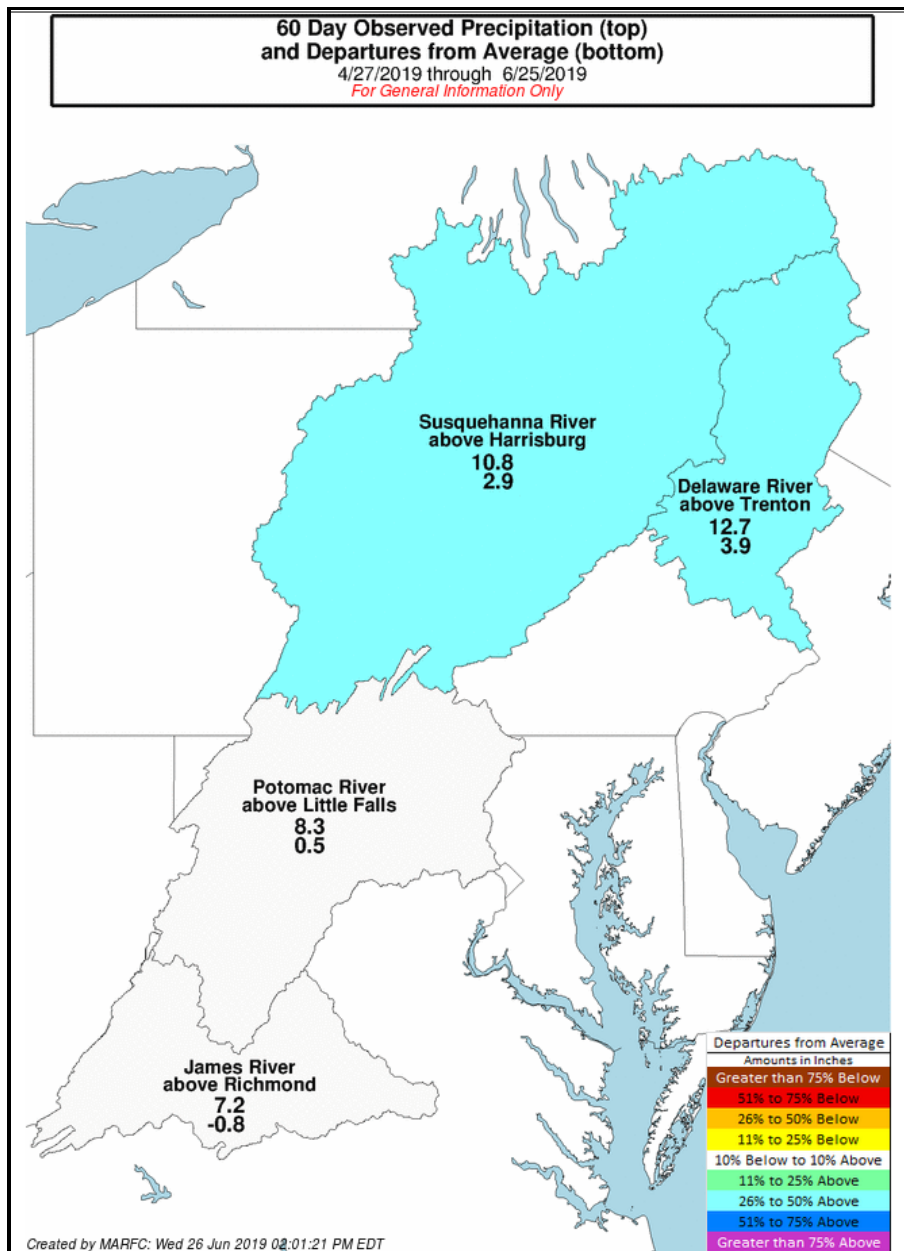 60 Day Observed Precipitation (top)
and Departures from Average (bottom)
4/27/2019 through 6/25/2019
For General Information Only
Susquehanna River
above Harrisburg
10.8
2.9
Delaware River
above Trenton
12.7
3.9
Potomac River
above Little Falls
8.3
0.5
James River
above Richmond
7.2
-0.8
Departures from Average
Amounts in Inches
Greater than 75% Below
51% to 75% Below
26% to 50% Below
11% to 25% Below
10% Below to 10% Above
11% to 25% Above
26% to 50% Above
51% to 75% Above
Greater than 75% Above
Created by MARFC: Wed 26 Jun 2019 :01:21 PM EDT